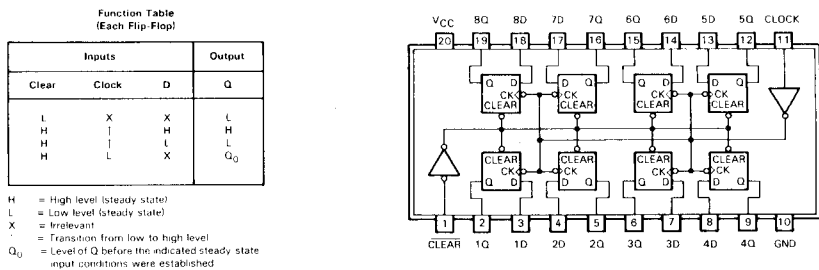 Function Table
(Each Flip-Flop)
Inputs Output
Clear Clock D Q
L X X L
H ↑ H H
H ↑ L L
H L X Q0
H = High level (steady state)
L = Low level (steady state)
X = Irrelevant
= Transition from low to high level
Q0 = Level of Q before the indicated steady state
input conditions were established
VCC 8Q 8D 7D 7Q 6Q 6D 5D 5Q CLOCK
20 19 18 17 16 15 14 13 12 11
Q D D Q Q D D Q
CK CK CK CK
CLEAR CLEAR CLEAR CLEAR
CLEAR CLEAR CLEAR CLEAR
CK CK CK CK
Q D D Q Q D D Q
1 2 3 4 5 6 7 8 9 10
CLEAR 1Q 1D 2D 2Q 3Q 3D 4D 4Q GND